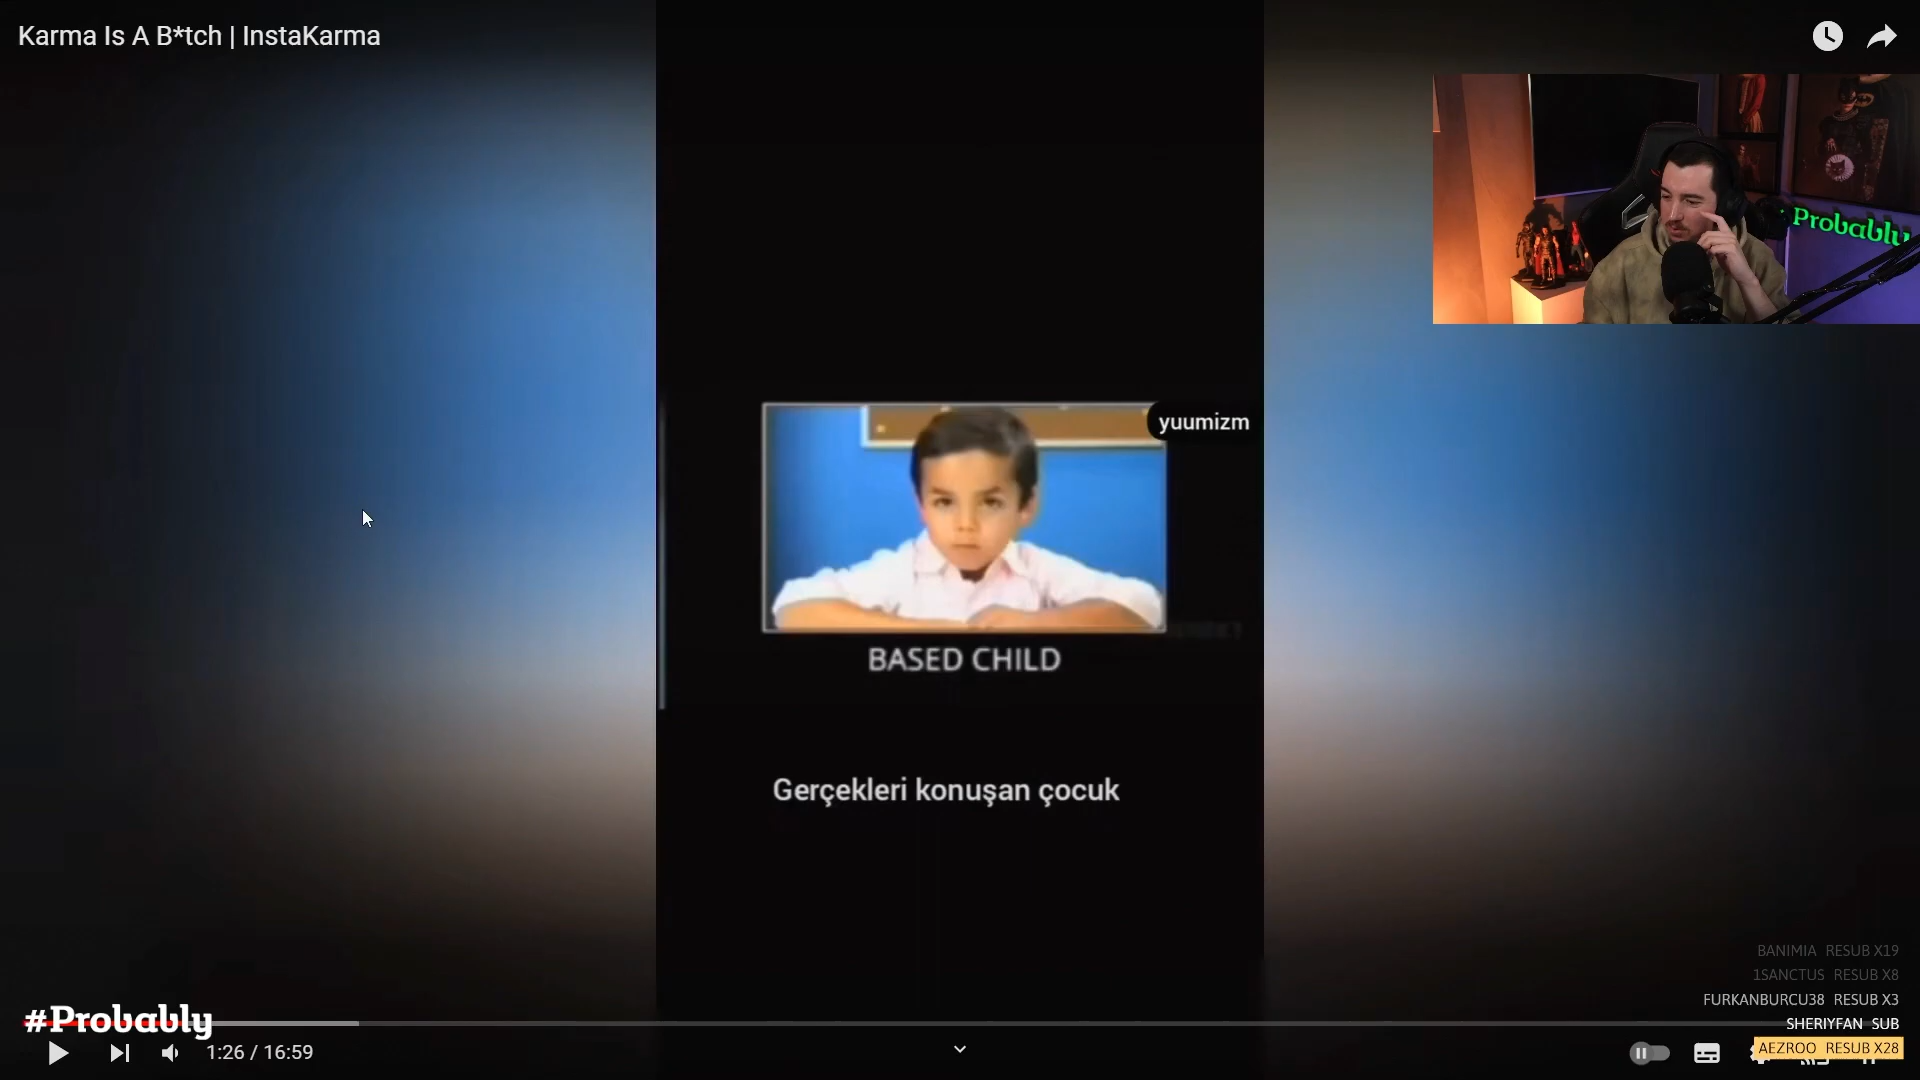 Karma Is A B*tch | InstaKarma
Probably
yuumizm
BASED CHILD
Gerçekleri konuşan çocuk
BANIMIA RESUB X19
1SANCTUS RESUB X8
FURKANBURCU38 RESUB X3
SHERIYFAN SUB
AEZROO RESUB X28
#Probably
1:26 / 16:59